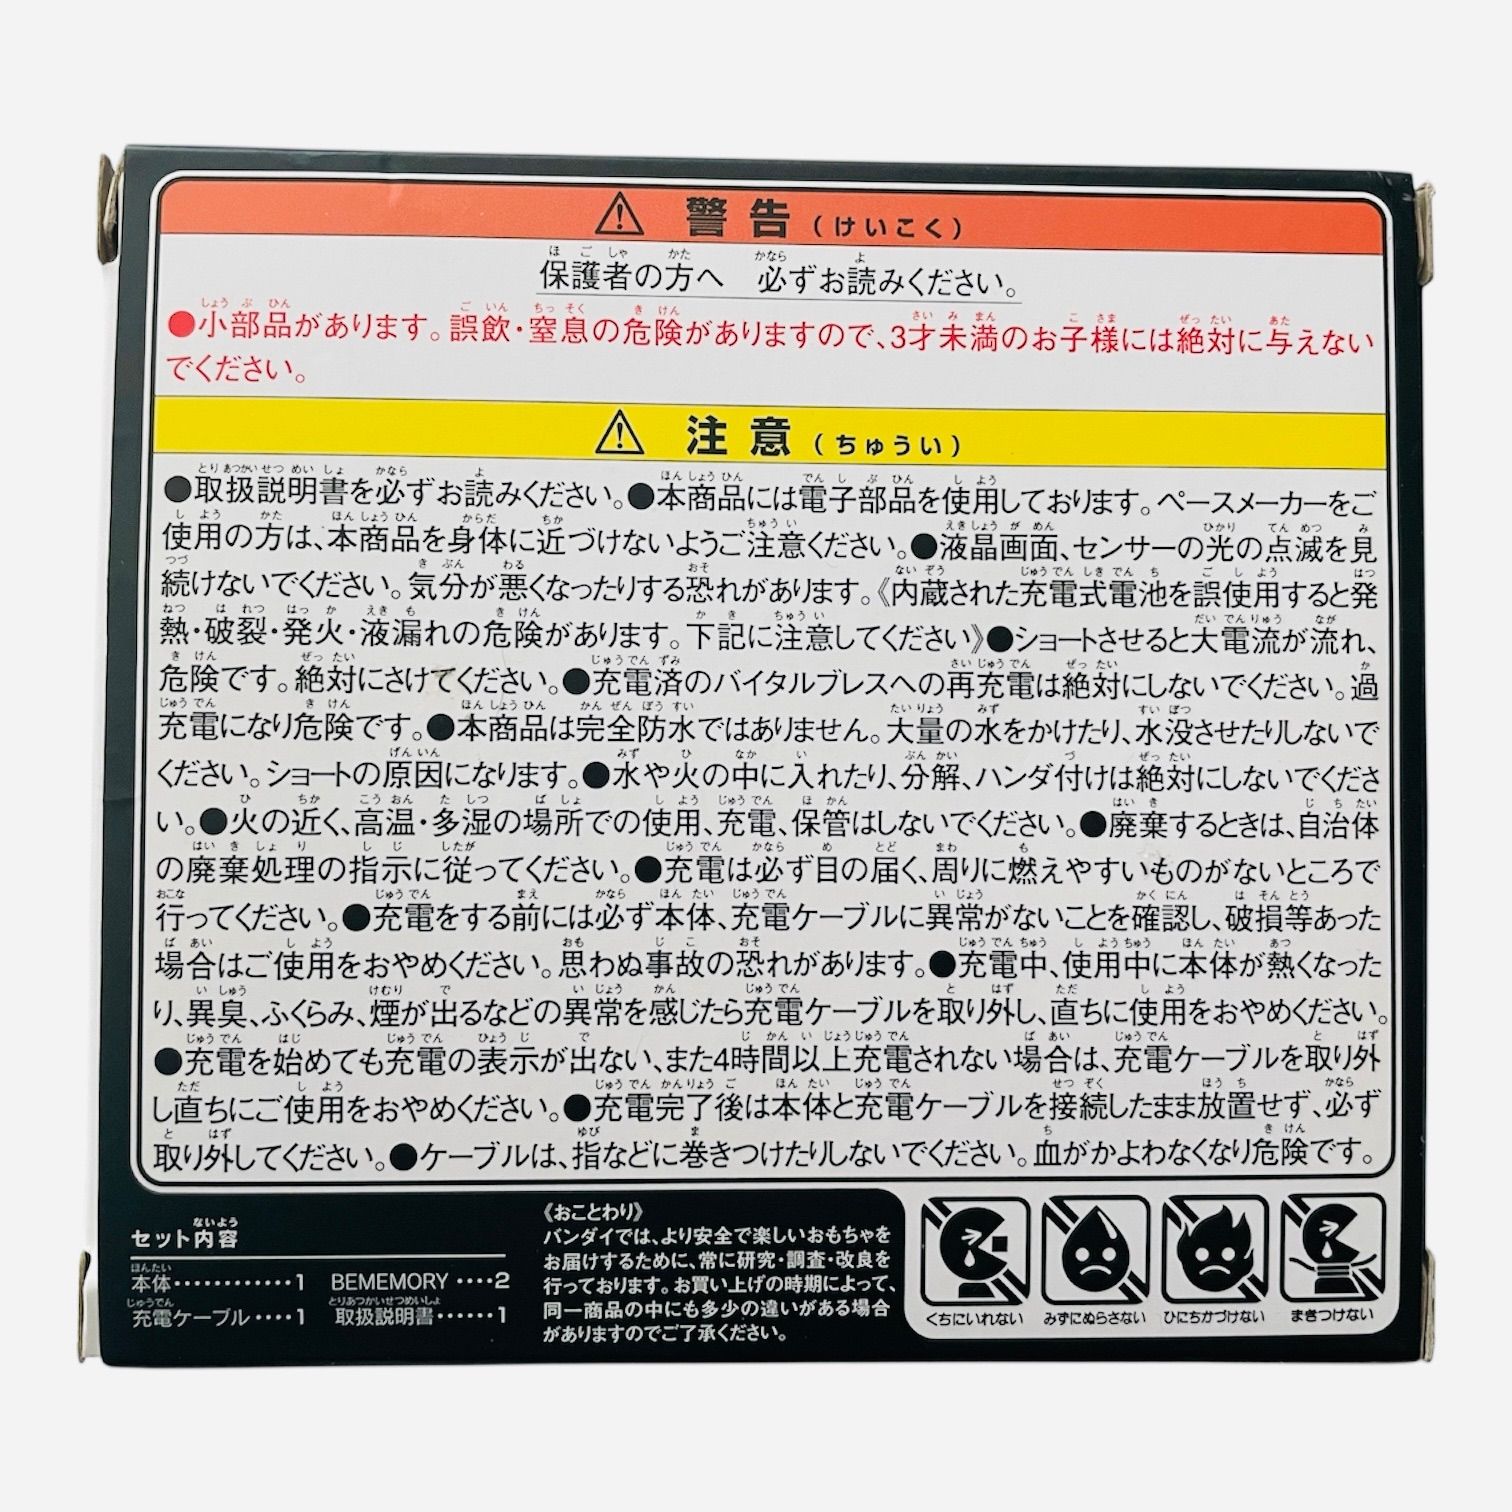 警告(けいこく)
保護者の方へ 必ずお読みください。
●小部品があります。誤飲・窒息の危険がありますので、3才未満のお子様には絶対に与えない
でください。
注意(ちゅうい)
●取扱説明書を必ずお読みください。●本商品には電子部品を使用しております。ペースメーカーをご
使用の方は、本商品を身体に近づけないようご注意ください。●液晶画面、センサーの光の点滅を見
続けないでください。気分が悪くなったりする恐れがあります。《内蔵された充電式電池を誤使用すると発
熱・破裂・発火・液漏れの危険があります。下記に注意してください》●ショートさせると大電流が流れ、
危険です。絶対にさけてください。●充電済のバイタルブレスへの再充電は絶対にしないでください。過
充電になり危険です。●本商品は完全防水ではありません。大量の水をかけたり、水没させたりしないで
ください。ショートの原因になります。●水や火の中に入れたり、分解、ハンダ付けは絶対にしないでくださ
い。●火の近く、高温・多湿の場所での使用、充電、保管はしないでください。●廃棄するときは、自治体
の廃棄処理の指示に従ってください。●充電は必ず目の届く、周りに燃えやすいものがないところで
行ってください。●充電をする前には必ず本体、充電ケーブルに異常がないことを確認し、破損等あった
場合はご使用をおやめください。思わぬ事故の恐れがあります。●充電中、使用中に本体が熱くなった
り、異臭、ふくらみ、煙が出るなどの異常を感じたら充電ケーブルを取り外し、直ちに使用をおやめください。
●充電を始めても充電の表示が出ない、また4時間以上充電されない場合は、充電ケーブルを取り外
し直ちにご使用をおやめください。●充電完了後は本体と充電ケーブルを接続したまま放置せず、必ず
取り外してください。●ケーブルは、指などに巻きつけたりしないでください。血がかよわなくなり危険です。
セット内容
本体…………1 BEMEMORY ‥‥2
充電ケーブル‥‥1 取扱説明書……1
《おことわり》
バンダイでは、より安全で楽しいおもちゃを
お届けするために、常に研究・調査・改良を
行っております。お買い上げの時期によって、
同一商品の中にも多少の違いがある場合
がありますのでご了承ください。
くちにいれない みずにぬらさない ひにちかづけない まきつけない